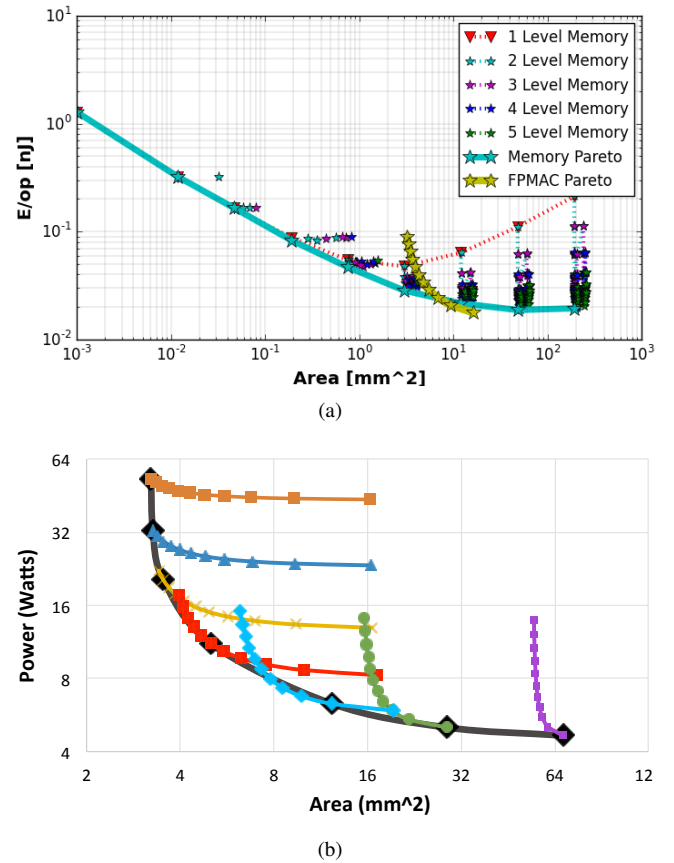 10^1
10^0
10^-1
10^-2
E/op [nJ]
1 Level Memory
2 Level Memory
3 Level Memory
4 Level Memory
5 Level Memory
Memory Pareto
FPMAC Pareto
10^-3 10^-2 10^-1 10^0 10^1 10^2 10^3
Area [mm^2]
(a)
64
32
16
8
4
Power (Watts)
2 4 8 16 32 64 12
Area (mm^2)
(b)